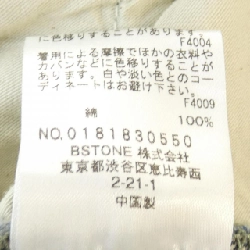 に色移りすることがあります。
F4004
着用による摩擦でほかの衣料や
カバンなどに色移りすることが
あります。白や淡い色とのコー
ディネートはお避け下さい。
F4009
綿 100%
NO.0181830550
BSTONE 株式会社
東京都渋谷区恵比寿西
2-21-1
中国製